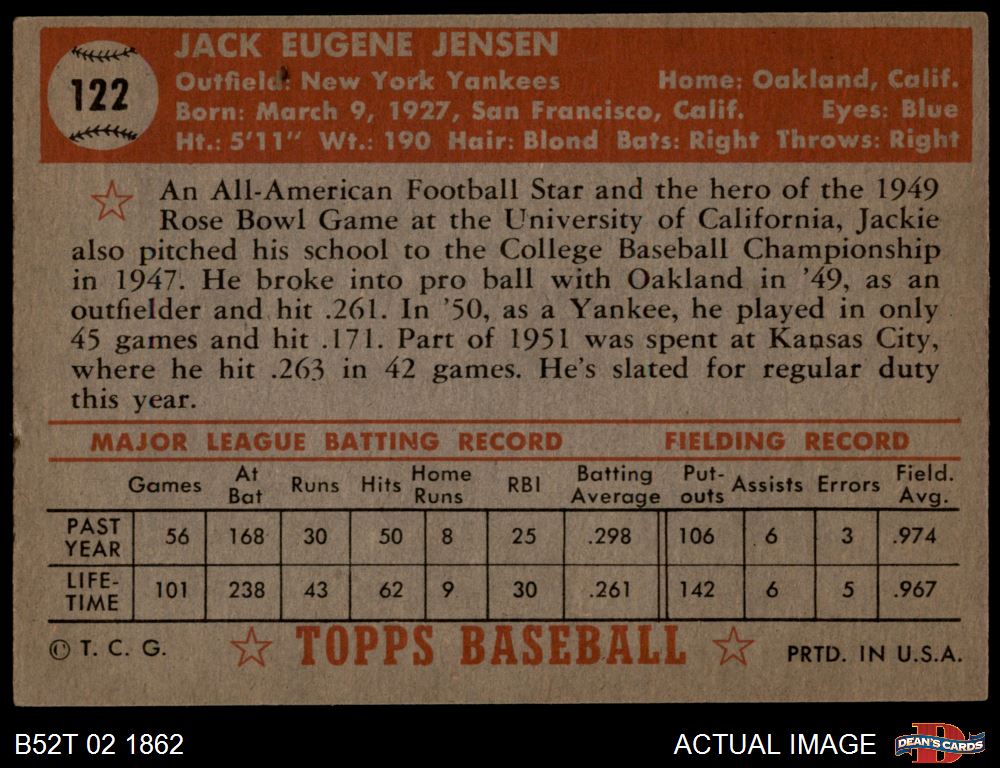 122
JACK EUGENE JENSEN
Outfield: New York Yankees Home: Oakland, Calif.
Born: March 9, 1927, San Francisco, Calif. Eyes: Blue
Ht.: 5'11" Wt.: 190 Hair: Blond Bats: Right Throws: Right
An All-American Football Star and the hero of the 1949
Rose Bowl Game at the University of California, Jackie
also pitched his school to the College Baseball Championship
in 1947. He broke into pro ball with Oakland in '49, as an
outfielder and hit .261. In '50, as a Yankee, he played in only
45 games and hit .171. Part of 1951 was spent at Kansas City,
where he hit .263 in 42 games. He's slated for regular duty
this year.
MAJOR LEAGUE BATTING RECORD FIELDING RECORD
Games At Bat Runs Hits Home Runs RBI Batting Average Put-outs Assists Errors Field. Avg.
PAST YEAR 56 168 30 50 8 25 .298 106 6 3 .974
LIFE-TIME 101 238 43 62 9 30 .261 142 6 5 .967
© T. C. G. TOPPS BASEBALL PRTD. IN U.S.A.
B52T 02 1862 ACTUAL IMAGE DEAN'S CARDS